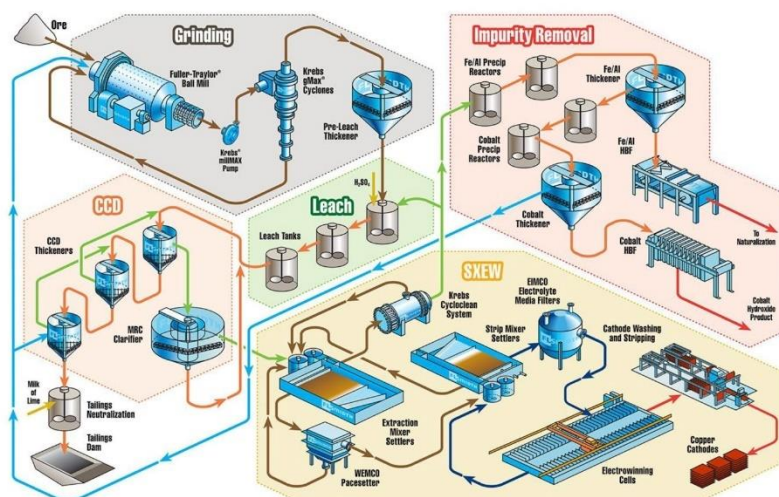 Ore
Grinding
Fuller-Traylor®
Ball Mill
Krebs®
millMAX
Pump
Krebs
gMax®
Cyclones
Pre-Leach
Thickener
Impurity Removal
Fe/Al Precip
Reactors
Fe/Al
Thickener
Cobalt
Precip
Reactors
Fe/Al
HBF
Cobalt
Thickener
Cobalt
HBF
To
Naturalization
Cobalt
Hydroxide
Product
Leach
H₂SO₄
Leach Tanks
CCD
CCD
Thickeners
MRC
Clarifier
Milk
of
Lime
Tailings
Neutralization
Tailings
Dam
SXEW
Krebs
Cycloclean
System
Strip Mixer
Settlers
EIMCO
Electrolyte
Media Filters
Cathode Washing
and Stripping
Extraction
Mixer
Settlers
WEMCO
Pacesetter
Electrowinning
Cells
Copper
Cathodes